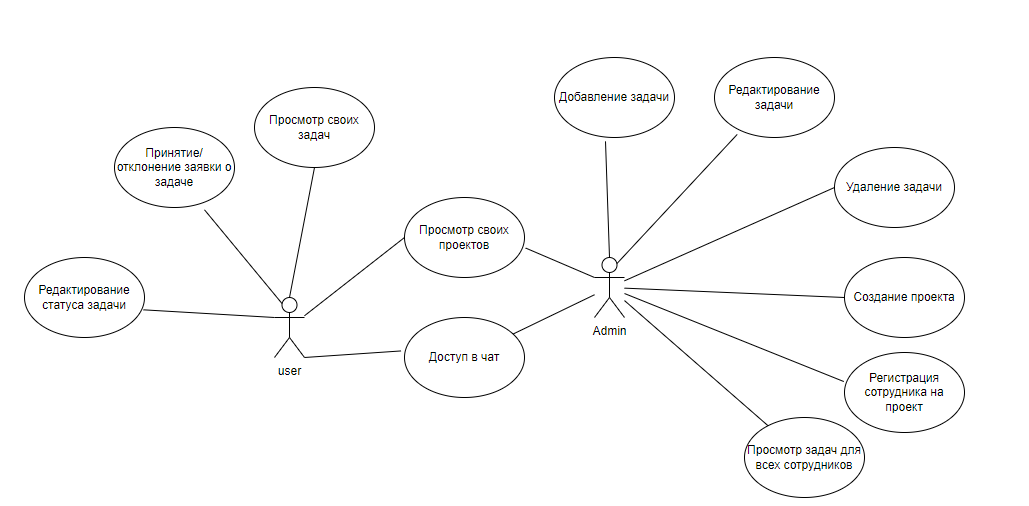 Добавление задачи
Редактирование
задачи
Просмотр своих
задач
Принятие/
отклонение заявки о
задаче
Удаление задачи
Просмотр своих
проектов
Редактирование
статуса задачи
Создание проекта
Admin
Доступ в чат
user
Регистрация
сотрудника на
проект
Просмотр задач для
всех сотрудников